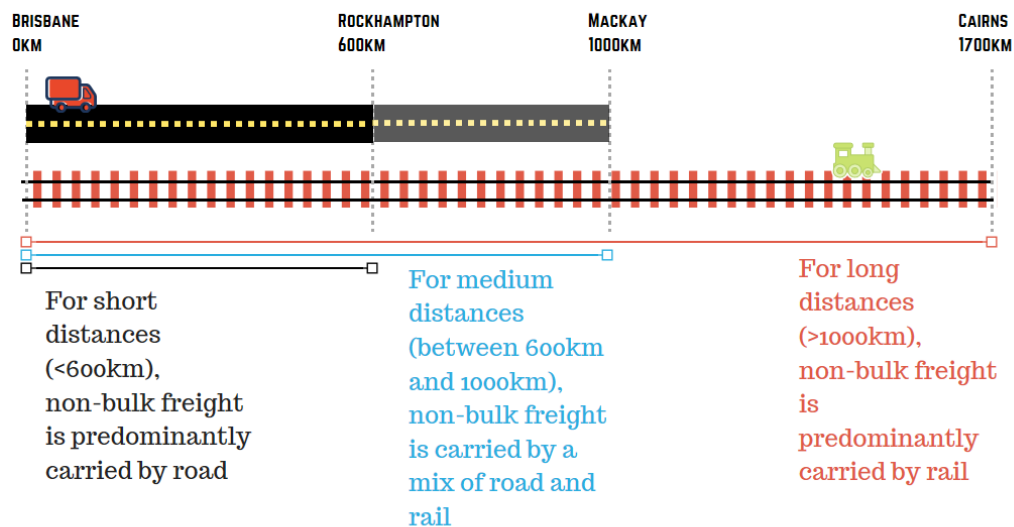 BRISBANE
0KM
ROCKHAMPTON
600KM
MACKAY
1000KM
CAIRNS
1700KM
For short
distances
(<600km),
non-bulk freight
is predominantly
carried by road
For medium
distances
(between 600km
and 1000km),
non-bulk freight
is carried by a
mix of road and
rail
For long
distances
(>1000km),
non-bulk freight
is
predominantly
carried by rail